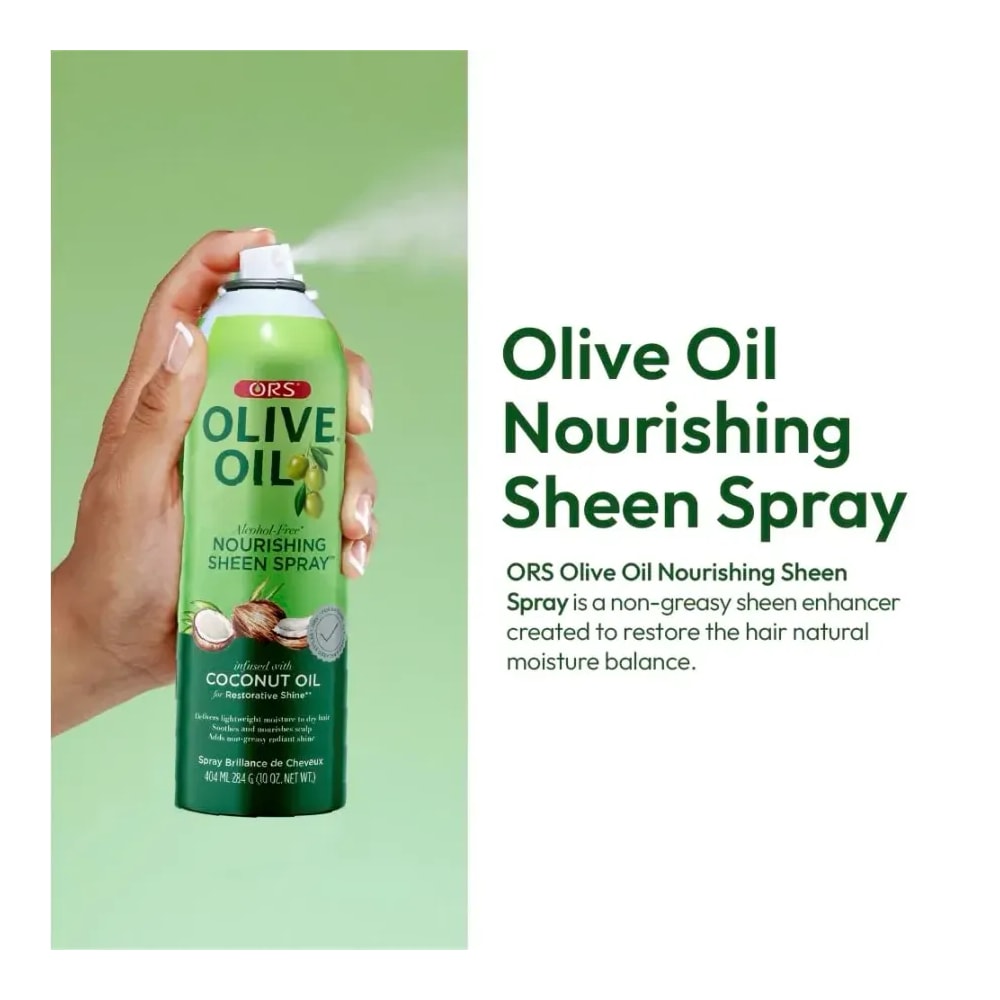 ORS
OLIVE
OIL
Alcohol-Free*
NOURISHING
SHEEN SPRAY™
infused with
COCONUT OIL
for Restorative Shine**
Delivers lightweight moisture to dry hair
Soothes and nourishes scalp
Adds non-greasy radiant shine
Spray Brillance de Cheveux
404 ML 284 G (10 OZ. NET WT.)
Olive Oil
Nourishing
Sheen Spray
ORS Olive Oil Nourishing Sheen
Spray is a non-greasy sheen enhancer
created to restore the hair natural
moisture balance.